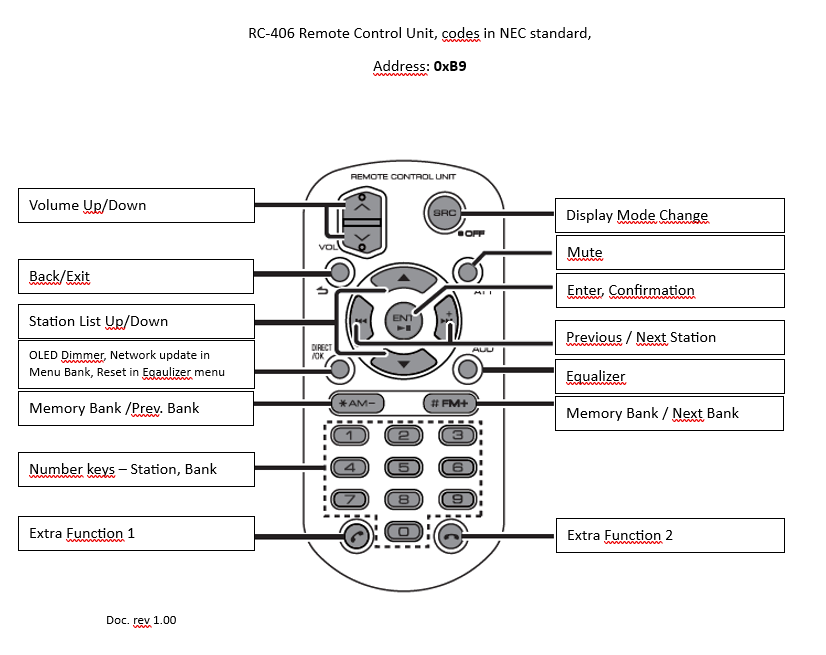 RC-406 Remote Control Unit, codes in NEC standard,
Address: 0xB9
REMOTE CONTROL UNIT
Volume Up/Down
SRC
Display Mode Change
OFF
VOL
Mute
Back/Exit
ATT
Enter, Confirmation
Station List Up/Down
ENT
+
Previous / Next Station
DIRECT
/OK
AUD
OLED Dimmer, Network update in
Menu Bank, Reset in Eqaulizer menu
Equalizer
Memory Bank /Prev. Bank
* AM–
# FM+
Memory Bank / Next Bank
1 2 3
Number keys – Station, Bank
4 5 6
7 8 9
Extra Function 1
0
Extra Function 2
Doc. rev 1.00